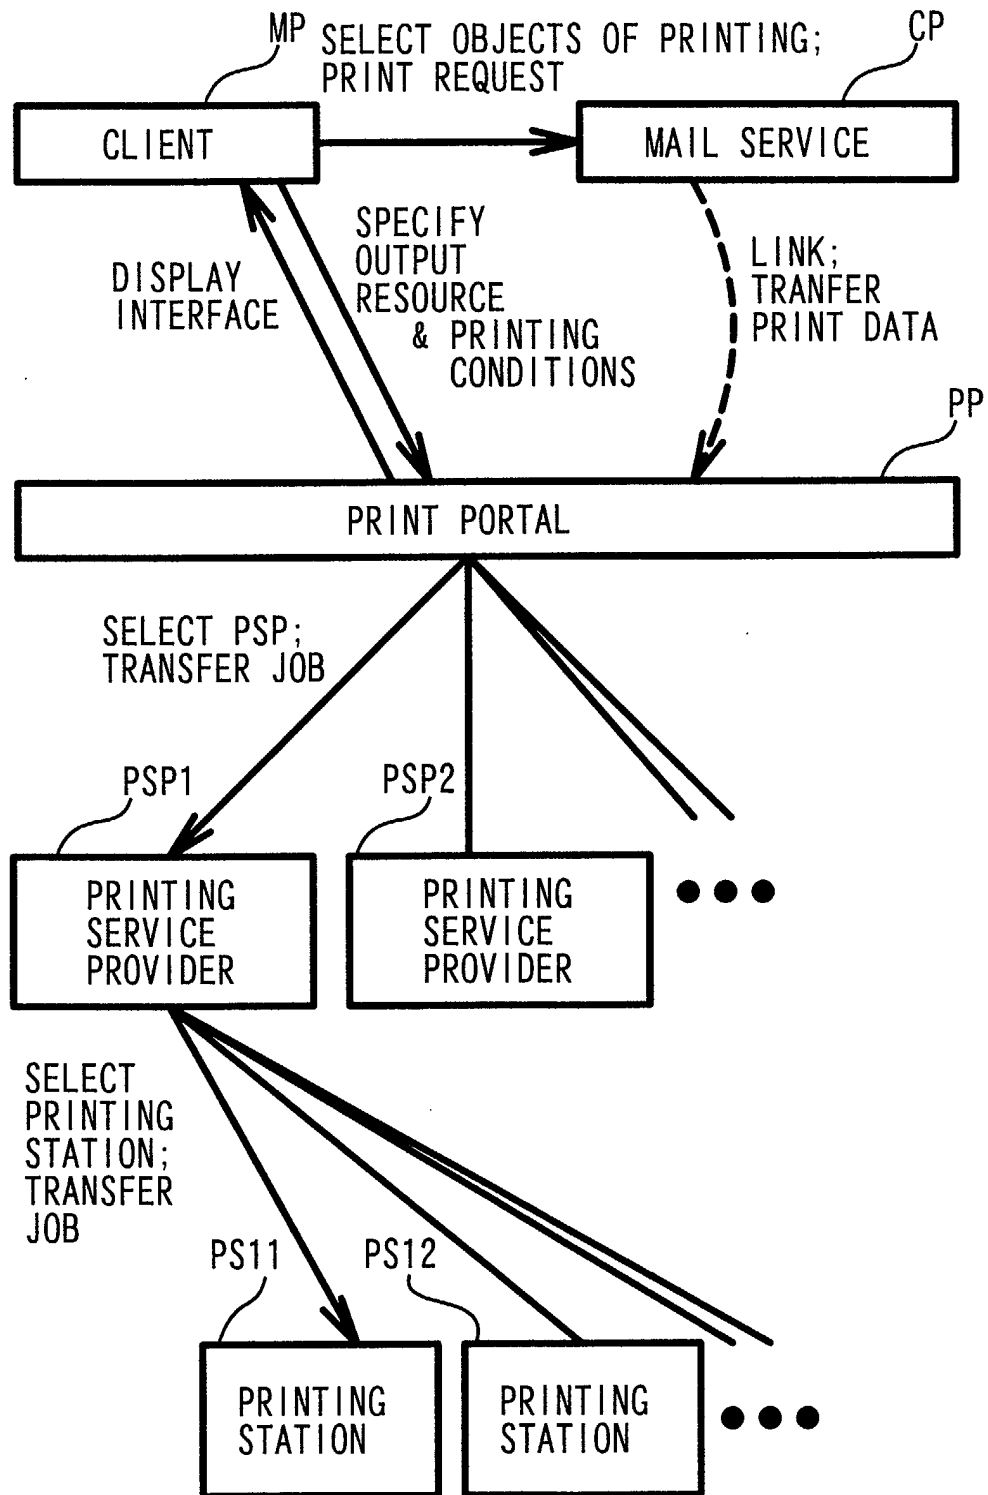 MP
SELECT OBJECTS OF PRINTING;
PRINT REQUEST
CP
CLIENT
MAIL SERVICE
DISPLAY
INTERFACE
SPECIFY
OUTPUT
RESOURCE
& PRINTING
CONDITIONS
LINK;
TRANFER
PRINT DATA
PP
PRINT PORTAL
SELECT PSP;
TRANSFER JOB
PSP1
PSP2
PRINTING
SERVICE
PROVIDER
PRINTING
SERVICE
PROVIDER
SELECT
PRINTING
STATION;
TRANSFER
JOB
PS11
PS12
PRINTING
STATION
PRINTING
STATION